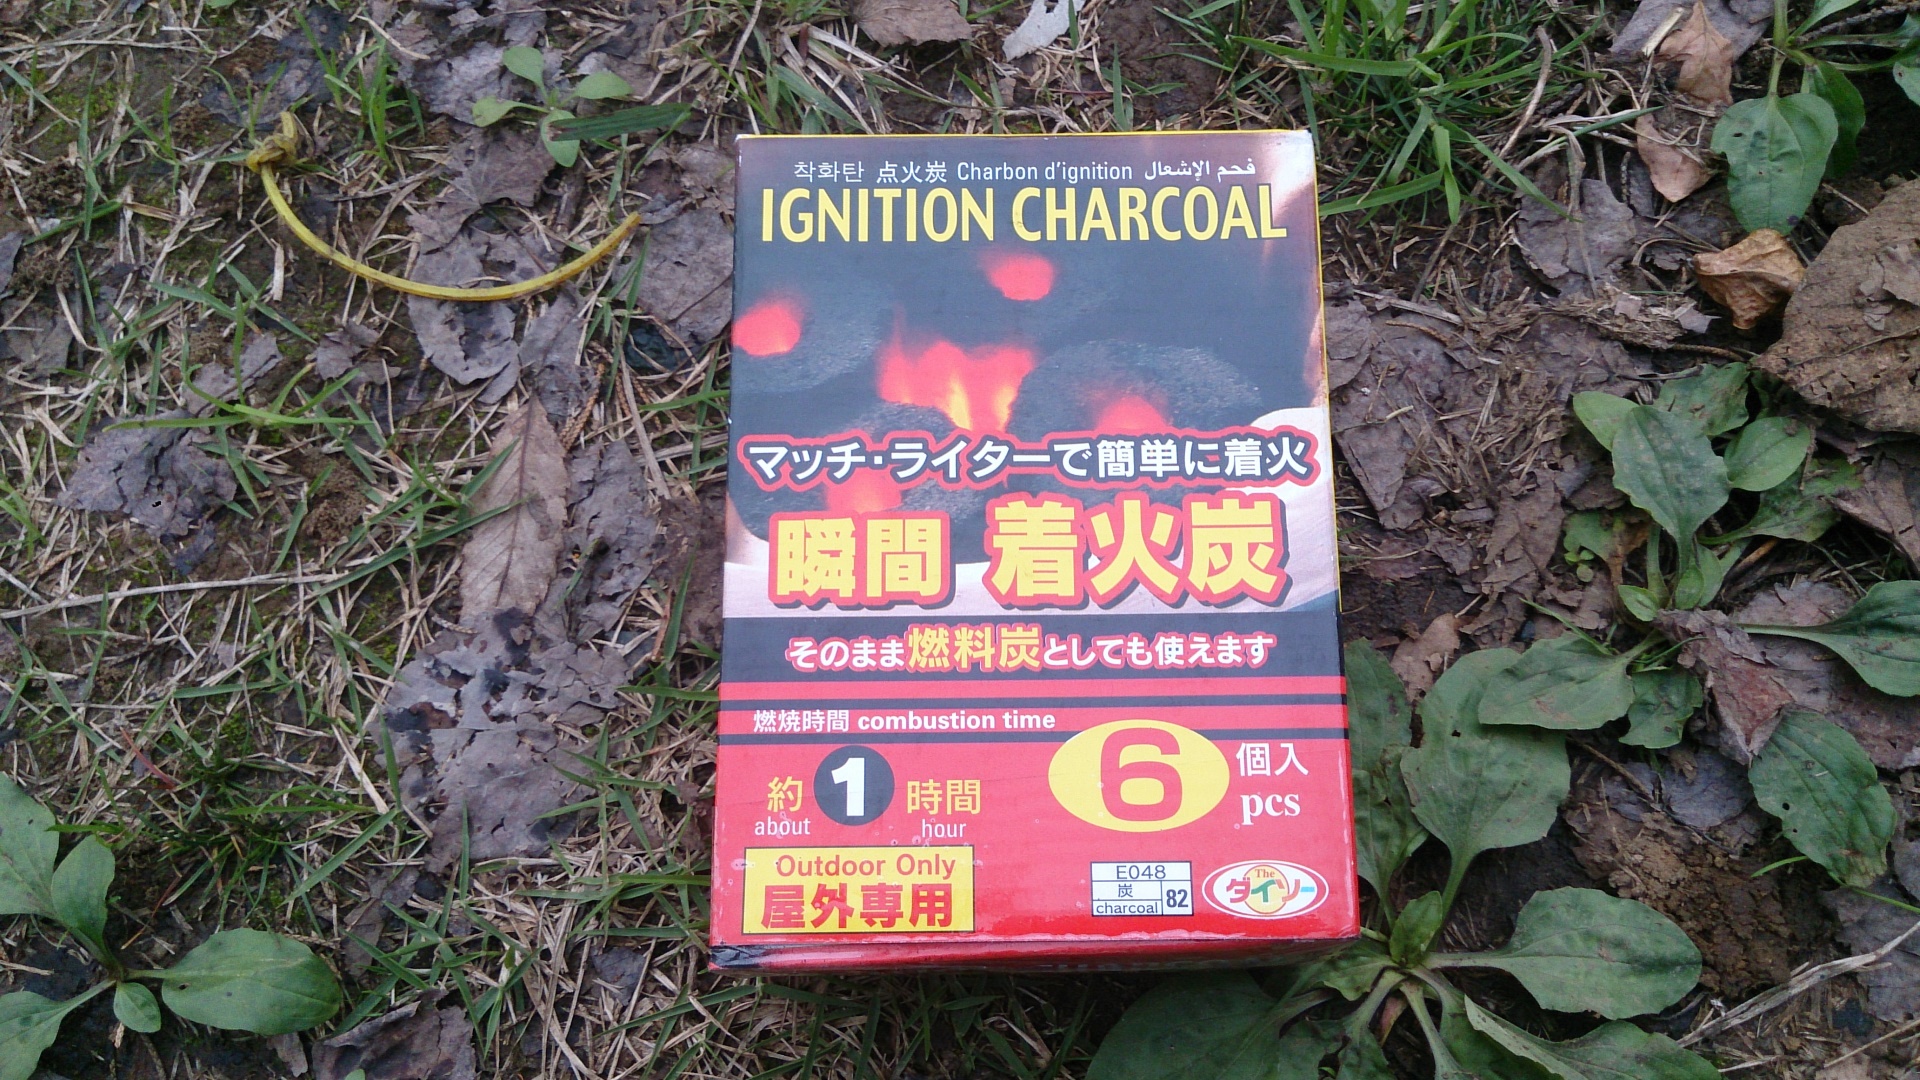 착화탄 点火炭 Charbon d'ignition فحم الإشعال
IGNITION CHARCOAL
マッチ・ライターで簡単に着火
瞬間 着火炭
そのまま燃料炭としても使えます
燃焼時間 combustion time
約 1 時間
about hour
6 個入
pcs
Outdoor Only
屋外専用
E048
炭
charcoal 82
The
ダイソー